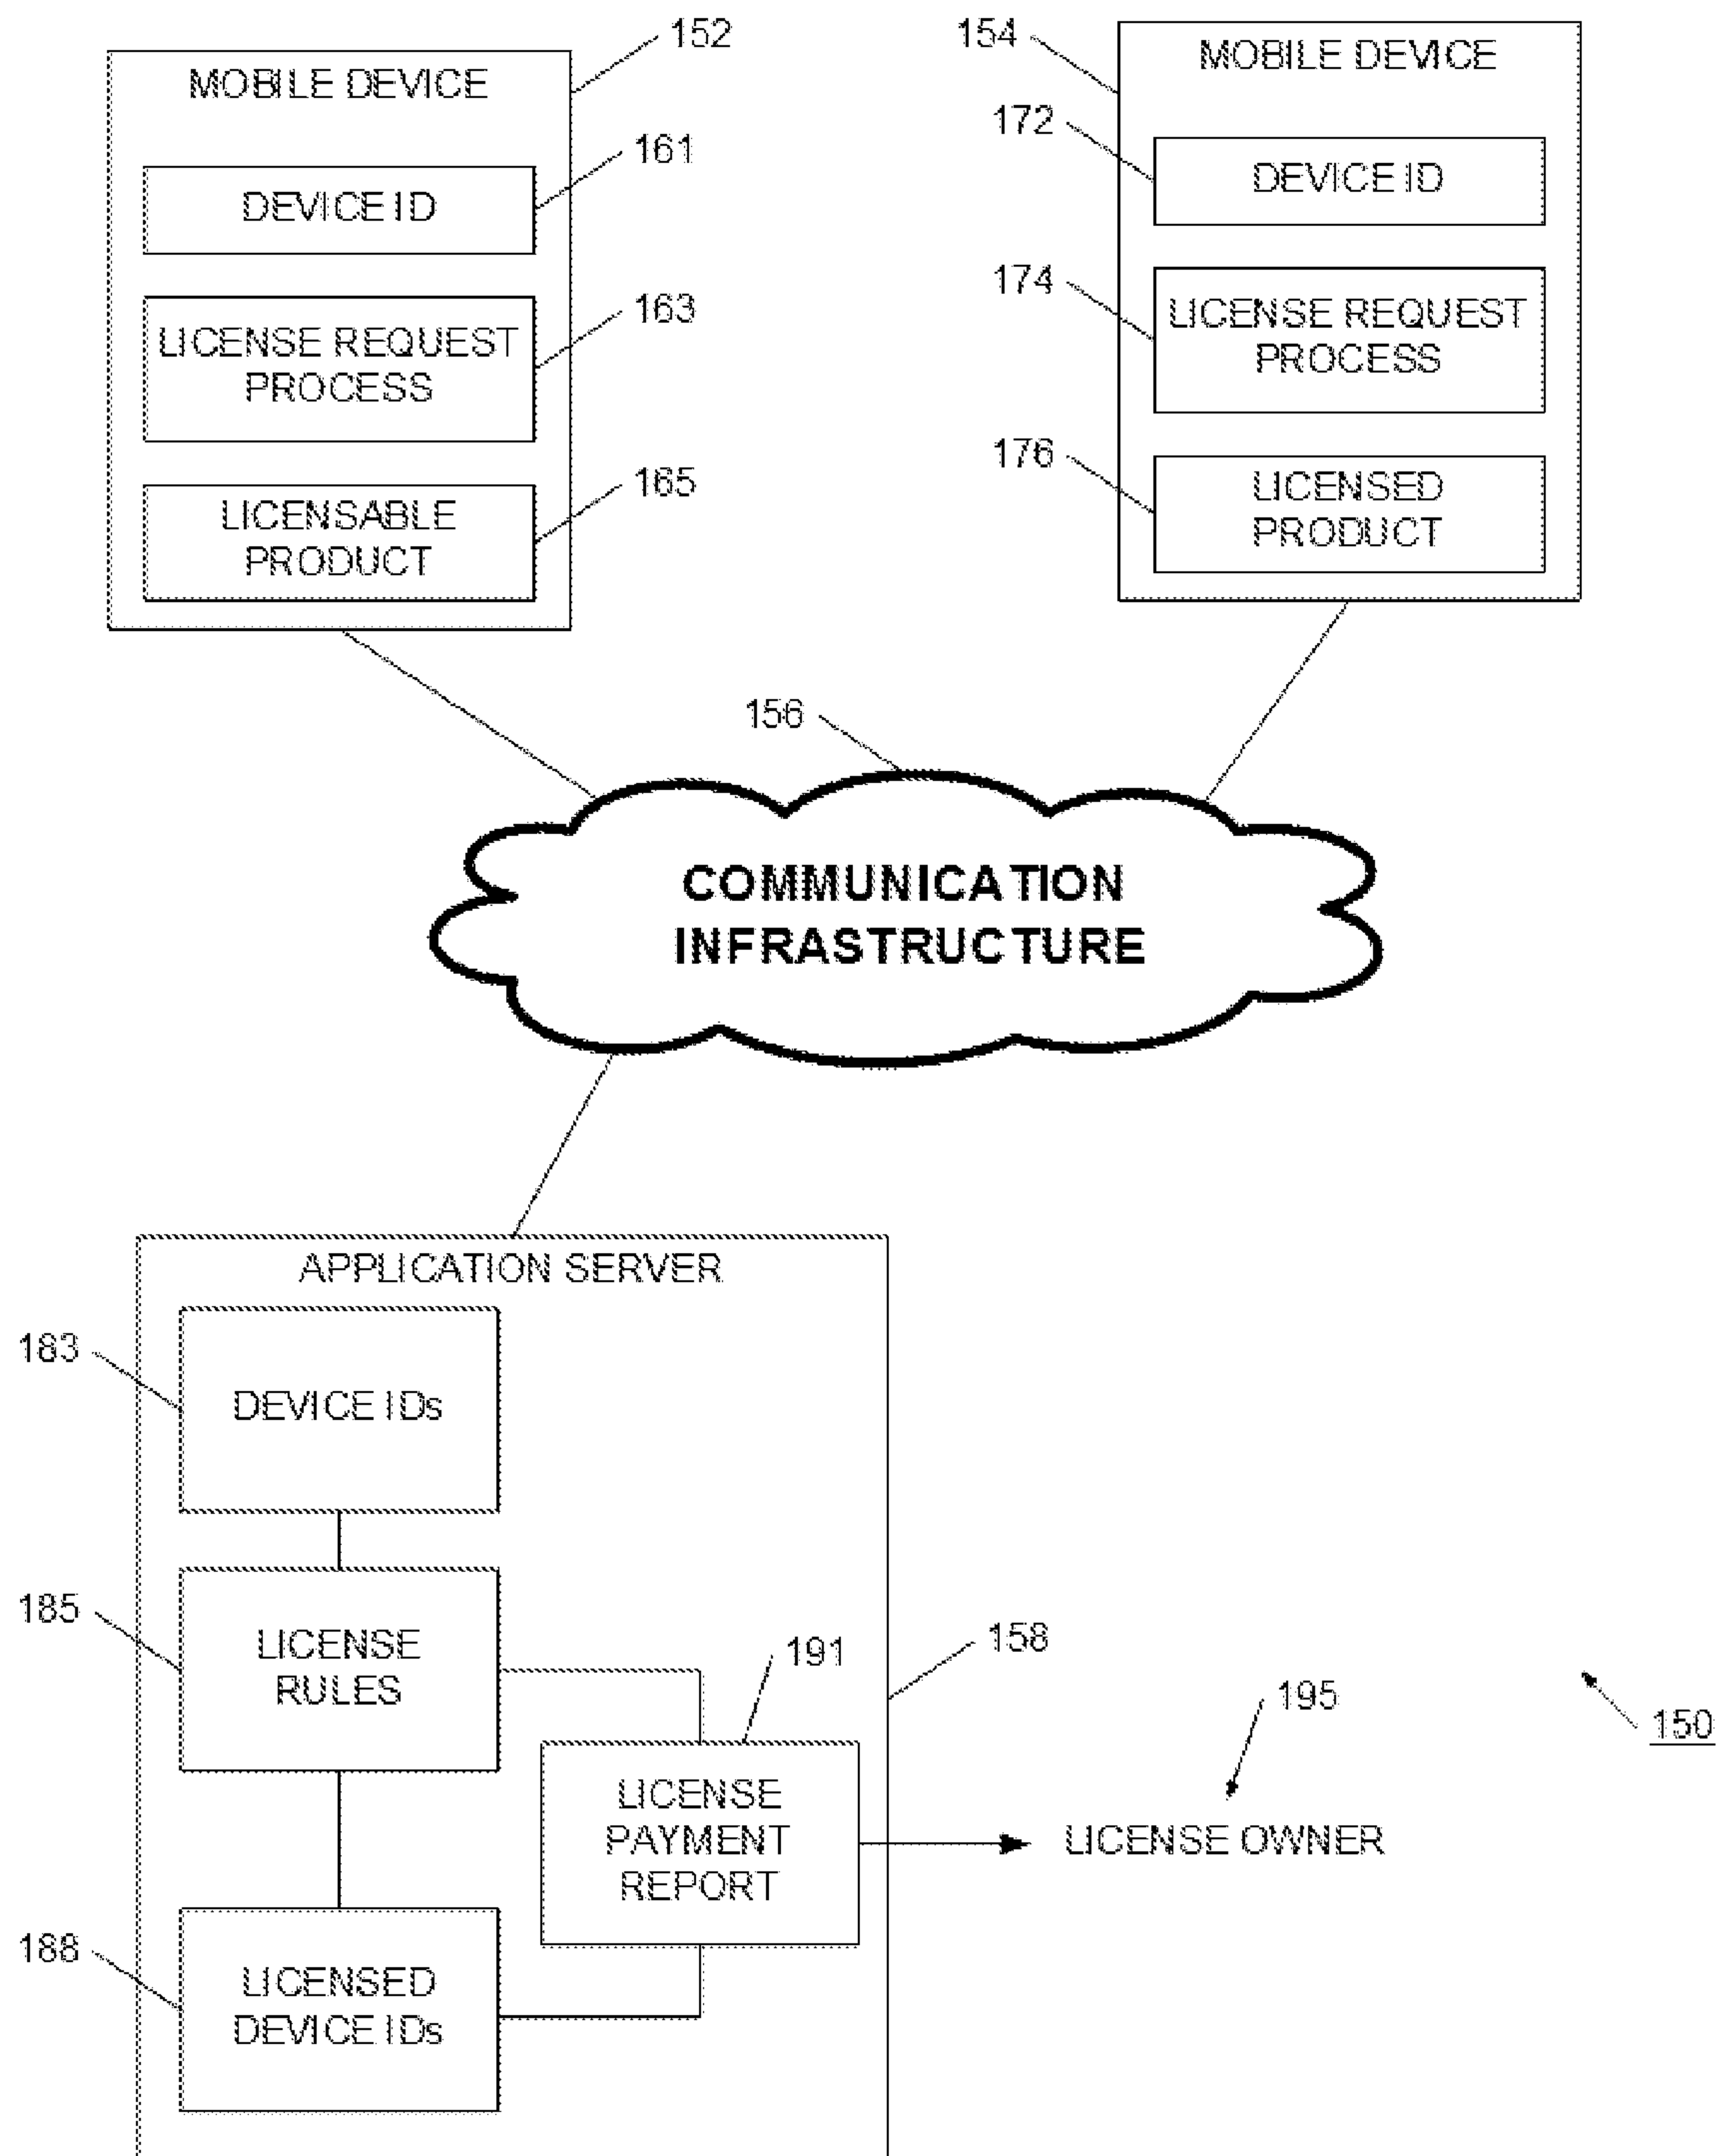 152
154
MOBILE DEVICE
MOBILE DEVICE
161
172
DEVICE ID
DEVICE ID
163
174
LICENSE REQUEST
PROCESS
LICENSE REQUEST
PROCESS
165
176
LICENSABLE
PRODUCT
LICENSED
PRODUCT
156
COMMUNICATION
INFRASTRUCTURE
APPLICATION SERVER
183
DEVICE IDs
185
LICENSE
RULES
158
191
195
150
LICENSE
PAYMENT
REPORT
LICENSE OWNER
188
LICENSED
DEVICE IDs